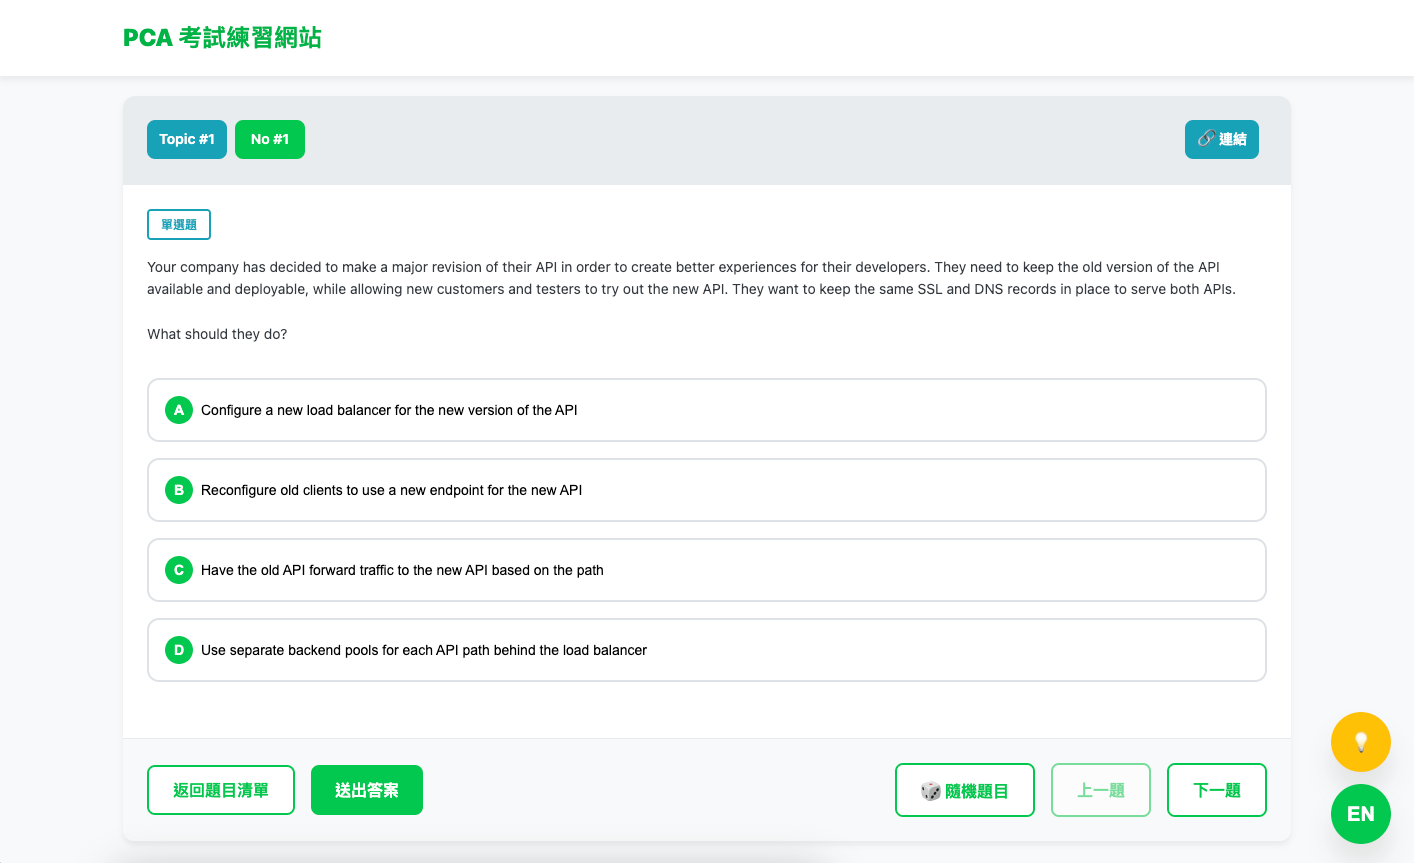 PCA 考試練習網站
Topic #1
No #1
🔗 連結
單選題
Your company has decided to make a major revision of their API in order to create better experiences for their developers. They need to keep the old version of the API
available and deployable, while allowing new customers and testers to try out the new API. They want to keep the same SSL and DNS records in place to serve both APIs.
What should they do?
A Configure a new load balancer for the new version of the API
B Reconfigure old clients to use a new endpoint for the new API
C Have the old API forward traffic to the new API based on the path
D Use separate backend pools for each API path behind the load balancer
返回題目清單
送出答案
🎲 隨機題目
上一題
下一題
💡
EN